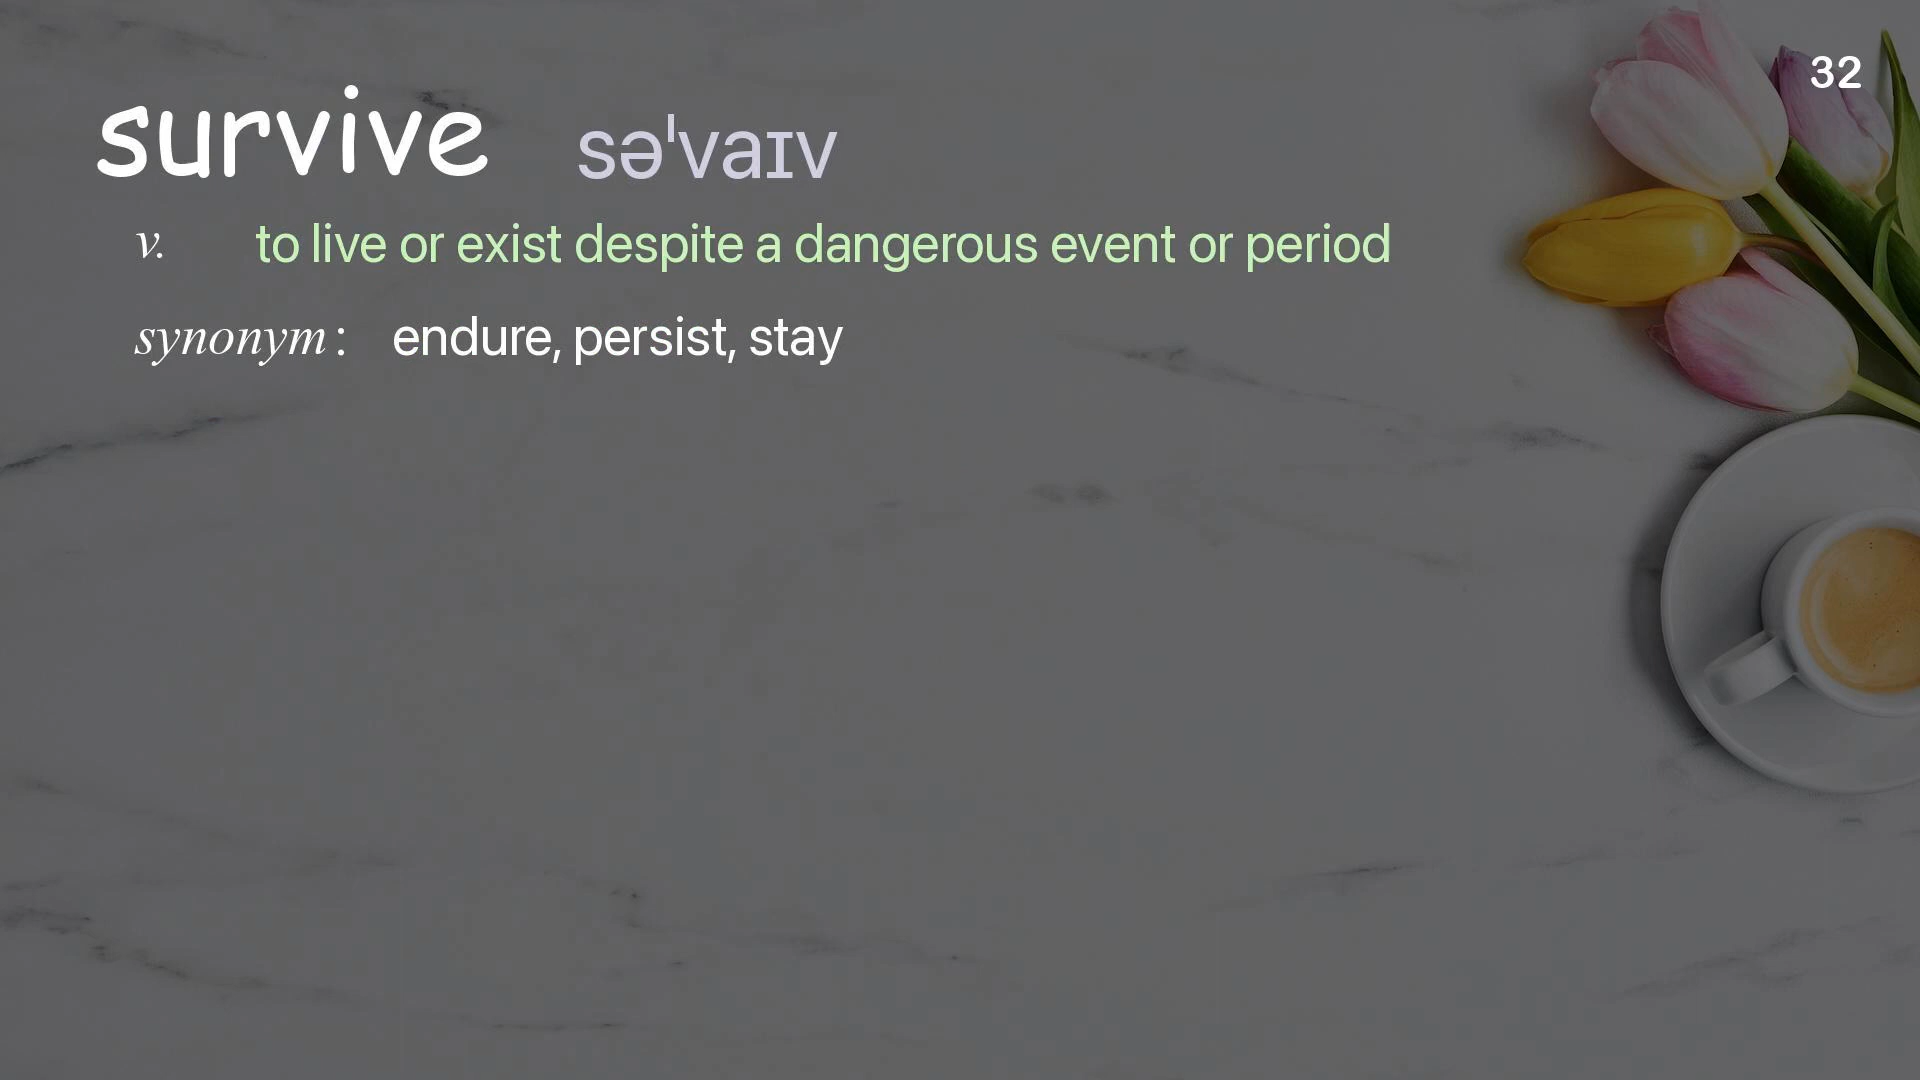 32
survive səˈvaɪv
v. to live or exist despite a dangerous event or period
synonym: endure, persist, stay